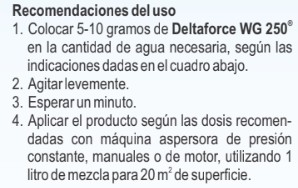 Recomendaciones del uso
1. Colocar 5-10 gramos de Deltaforce WG 250®
en la cantidad de agua necesaria, según las
indicaciones dadas en el cuadro abajo.
2. Agitar levemente.
3. Esperar un minuto.
4. Aplicar el producto según las dosis recomen-
dadas con máquina aspersora de presión
constante, manuales o de motor, utilizando 1
litro de mezcla para 20 m² de superficie.